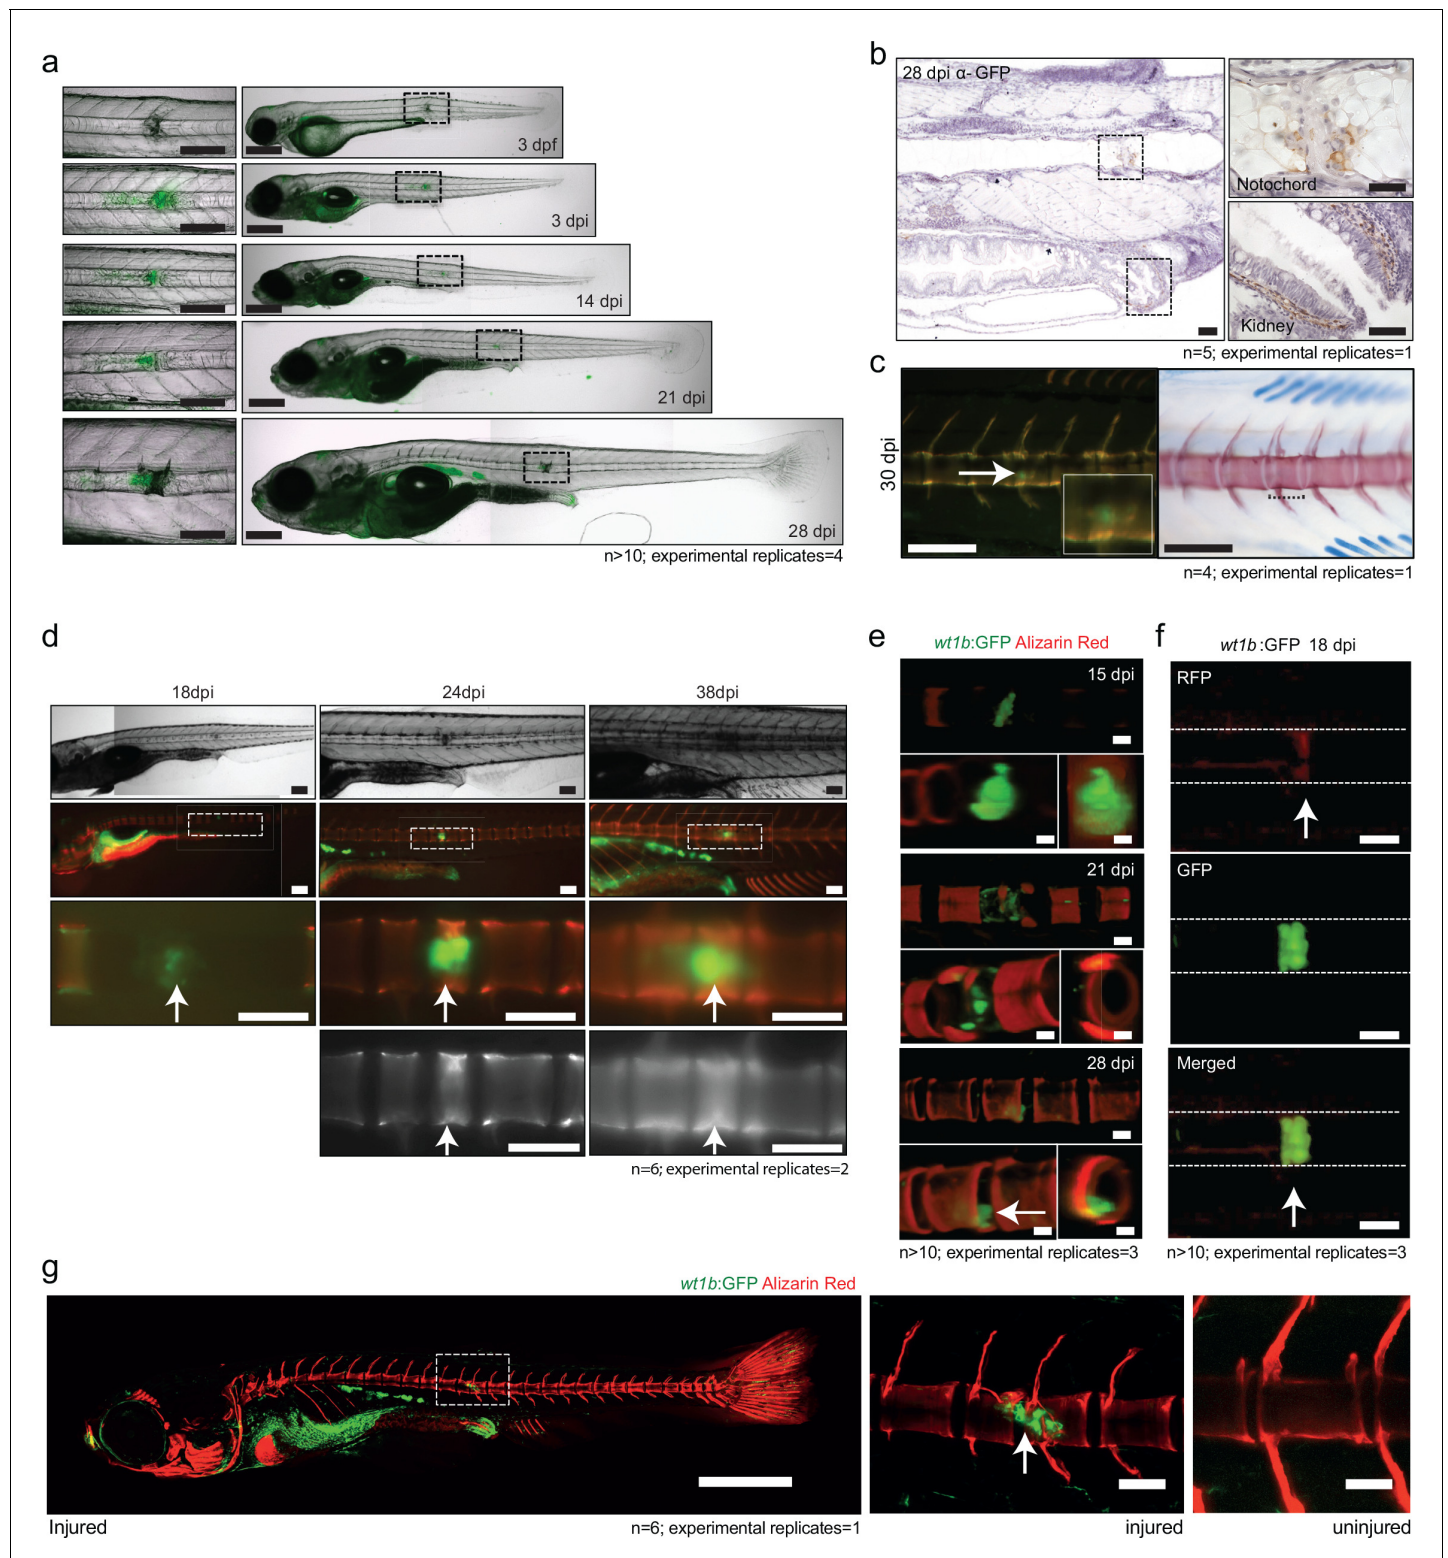 a
3 dpf
3 dpi
14 dpi
21 dpi
28 dpi
n>10; experimental replicates=4
b
28 dpi α- GFP
Notochord
Kidney
n=5; experimental replicates=1
c
30 dpi
n=4; experimental replicates=1
d
18dpi
24dpi
38dpi
n=6; experimental replicates=2
e
wt1b:GFP Alizarin Red
15 dpi
21 dpi
28 dpi
n>10; experimental replicates=3
f
wt1b:GFP 18 dpi
RFP
GFP
Merged
n>10; experimental replicates=3
g
wt1b:GFP Alizarin Red
Injured
n=6; experimental replicates=1
injured
uninjured